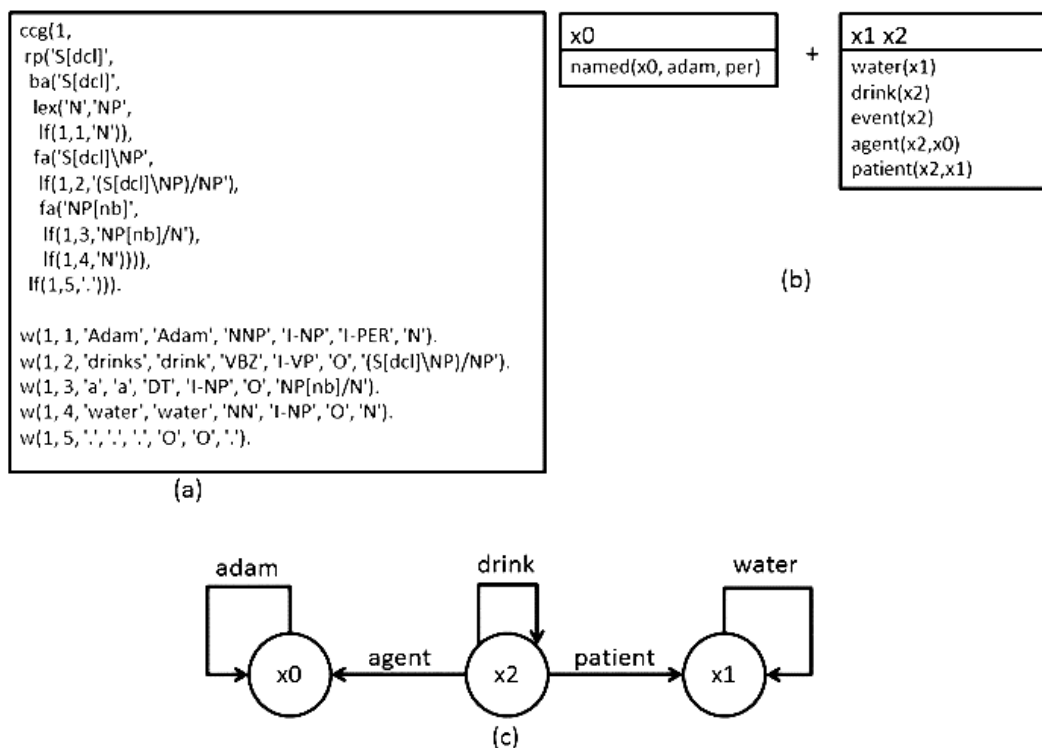 ccg(1,
rp('S[dcl]',
ba('S[dcl]',
lex('N','NP',
lf(1,1,'N')),
fa('S[dcl]\NP',
lf(1,2,'(S[dcl]\NP)/NP'),
fa('NP[nb]',
lf(1,3,'NP[nb]/N'),
lf(1,4,'N')))),
lf(1,5,'.'))).
w(1, 1, 'Adam', 'Adam', 'NNP', 'I-NP', 'I-PER', 'N').
w(1, 2, 'drinks', 'drink', 'VBZ', 'I-VP', 'O', '(S[dcl]\NP)/NP').
w(1, 3, 'a', 'a', 'DT', 'I-NP', 'O', 'NP[nb]/N').
w(1, 4, 'water', 'water', 'NN', 'I-NP', 'O', 'N').
w(1, 5, '.', '.', '.', 'O', 'O', '.').
(a)
x0
named(x0, adam, per)
+
x1 x2
water(x1)
drink(x2)
event(x2)
agent(x2,x0)
patient(x2,x1)
(b)
adam
drink
water
x0
agent
x2
patient
x1
(c)